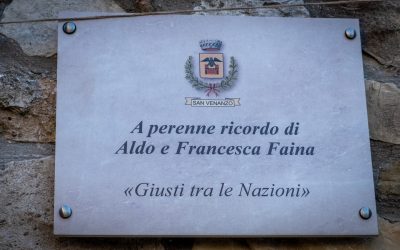 SAN VENANZO
A perenne ricordo di
Aldo e Francesca Faina
«Giusti tra le Nazioni»